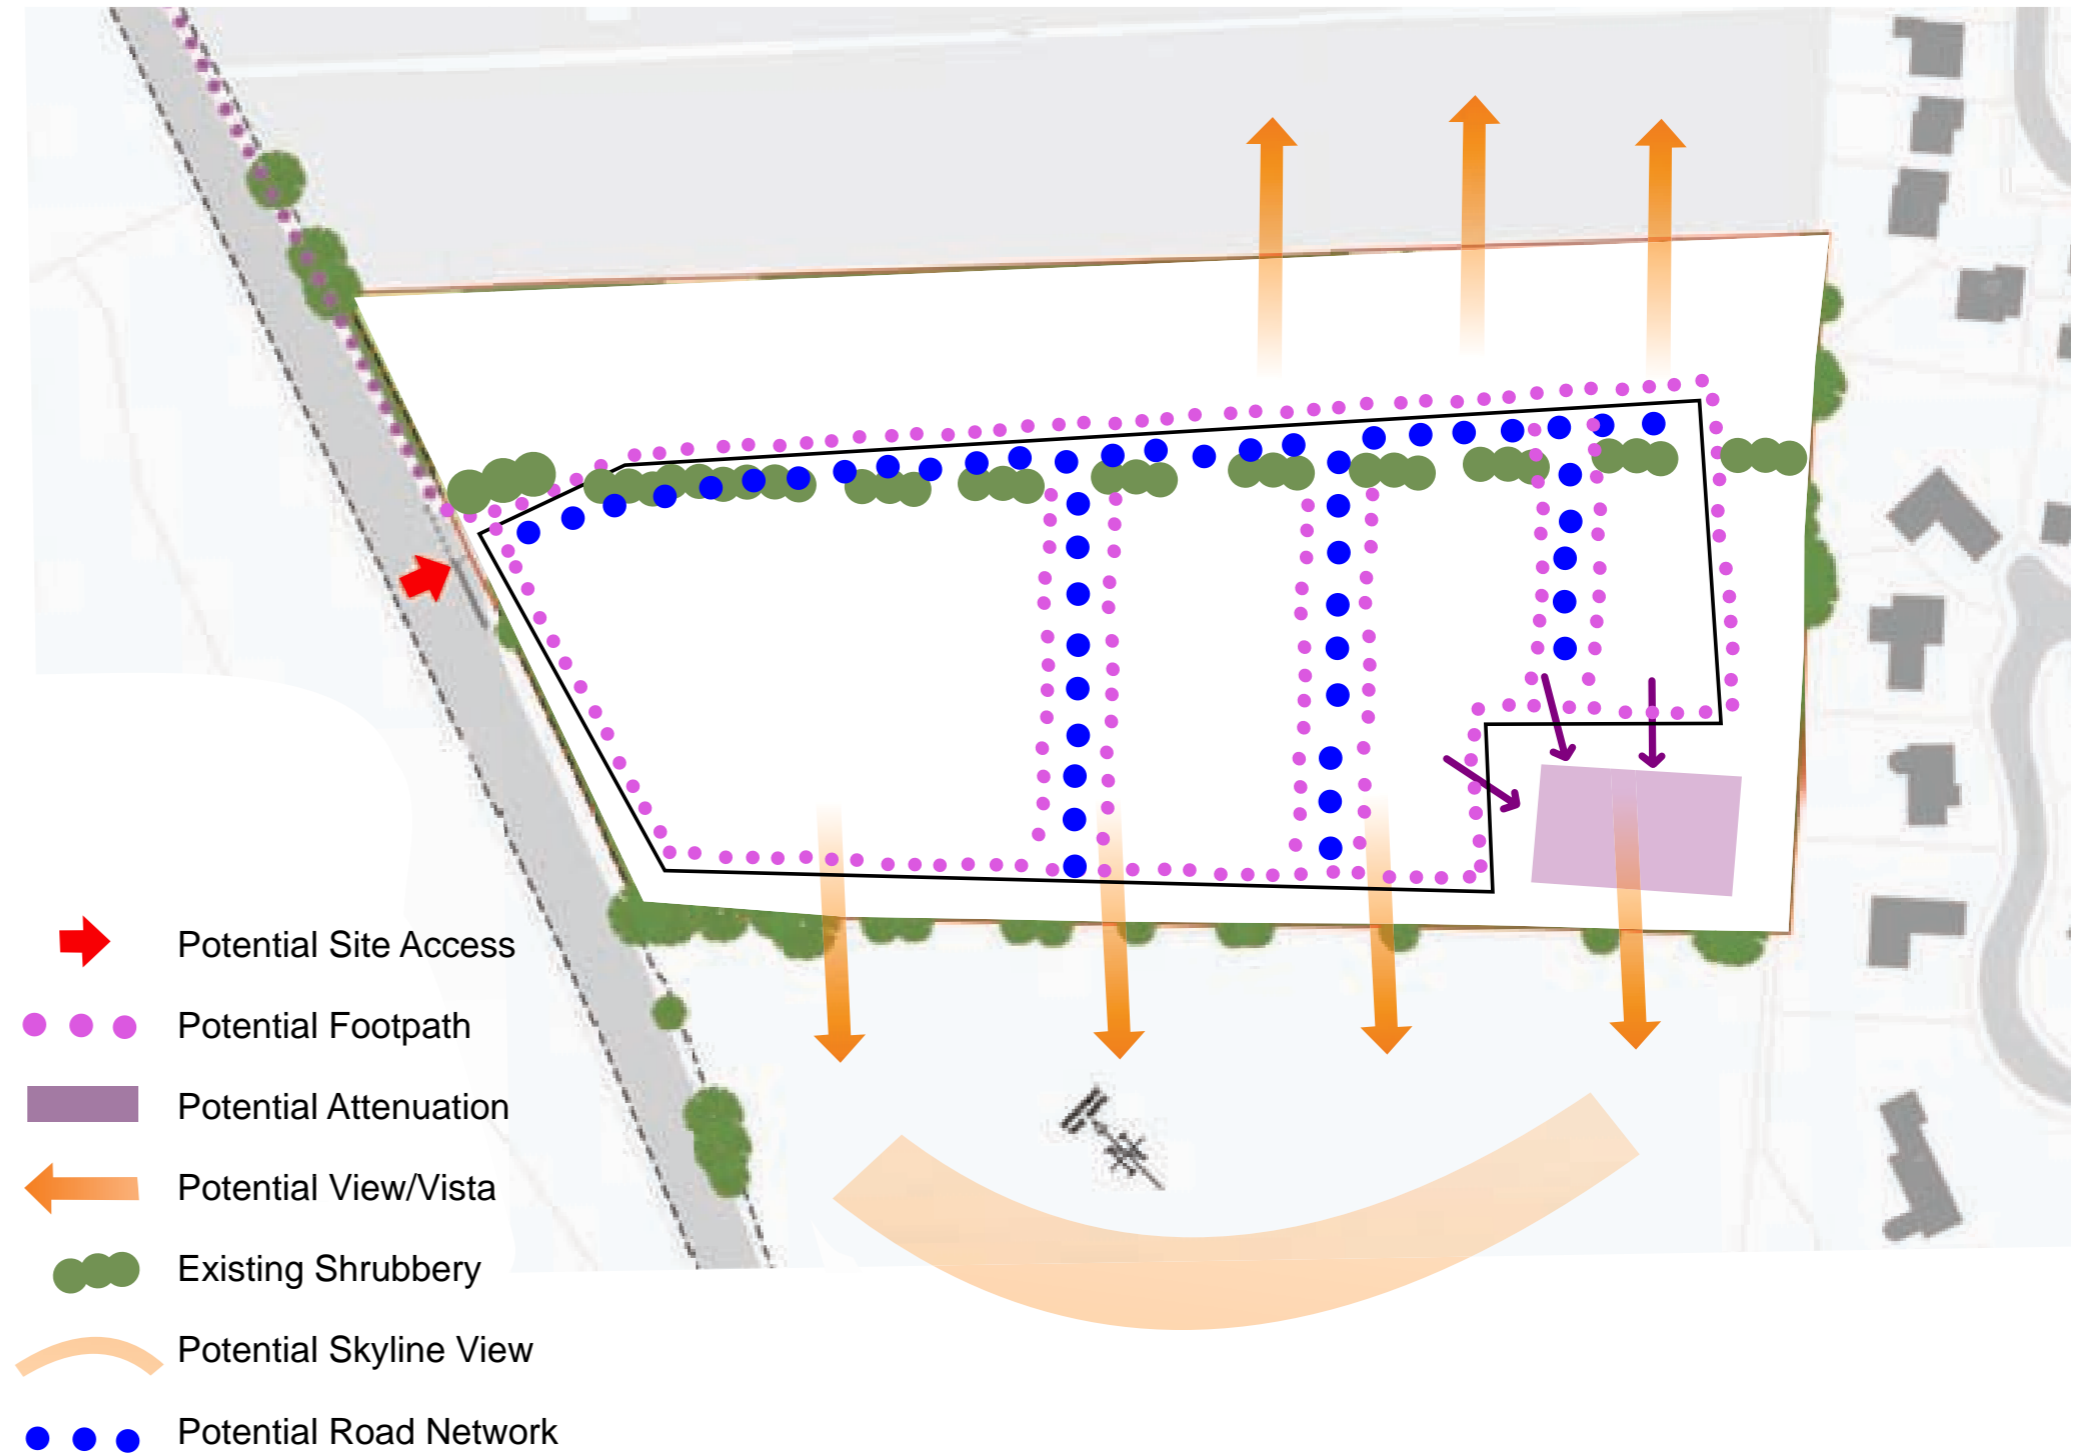 Potential Site Access
Potential Footpath
Potential Attenuation
Potential View/Vista
Existing Shrubbery
Potential Skyline View
Potential Road Network